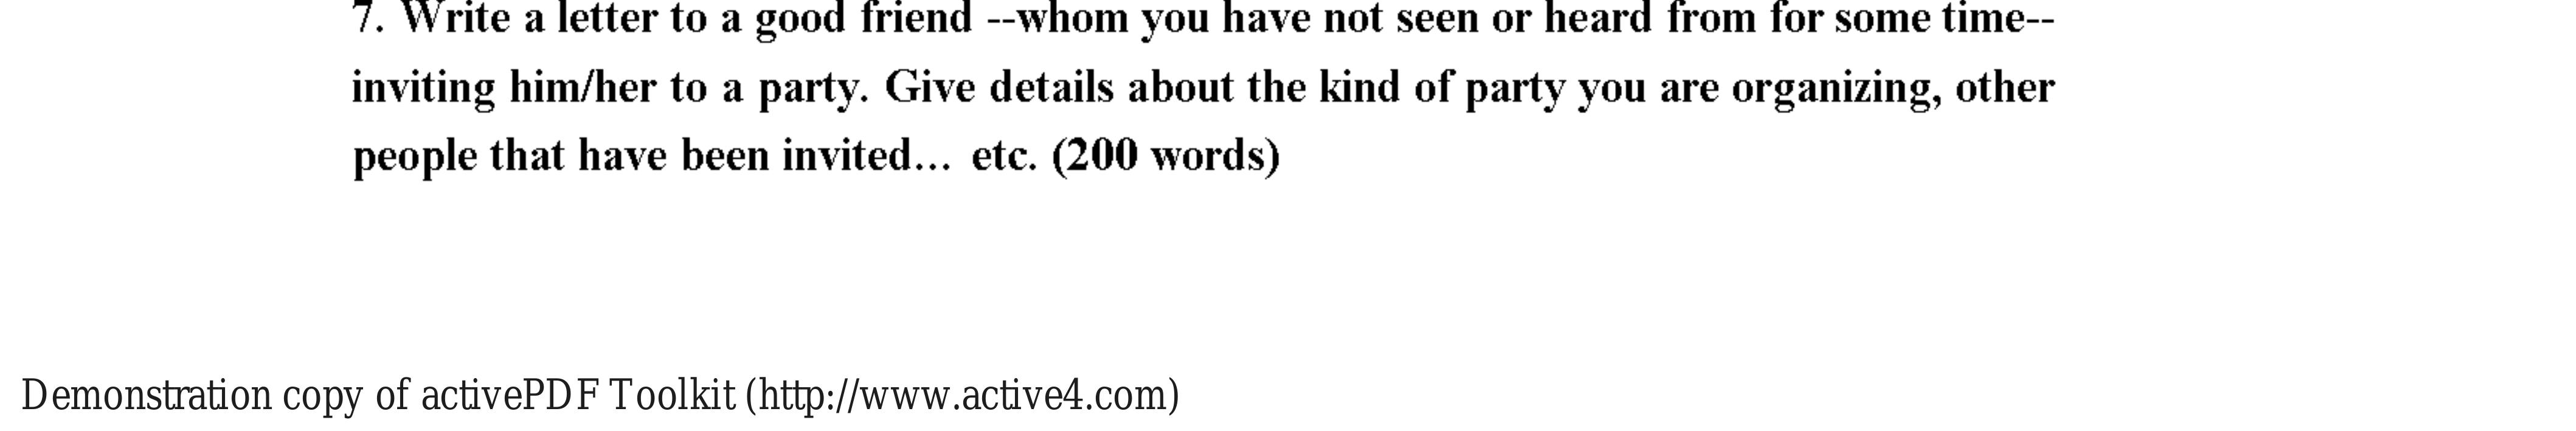 7. Write a letter to a good friend --whom you have not seen or heard from for some time--
inviting him/her to a party. Give details about the kind of party you are organizing, other
people that have been invited... etc. (200 words)
Demonstration copy of activePDF Toolkit (http://www.active4.com)